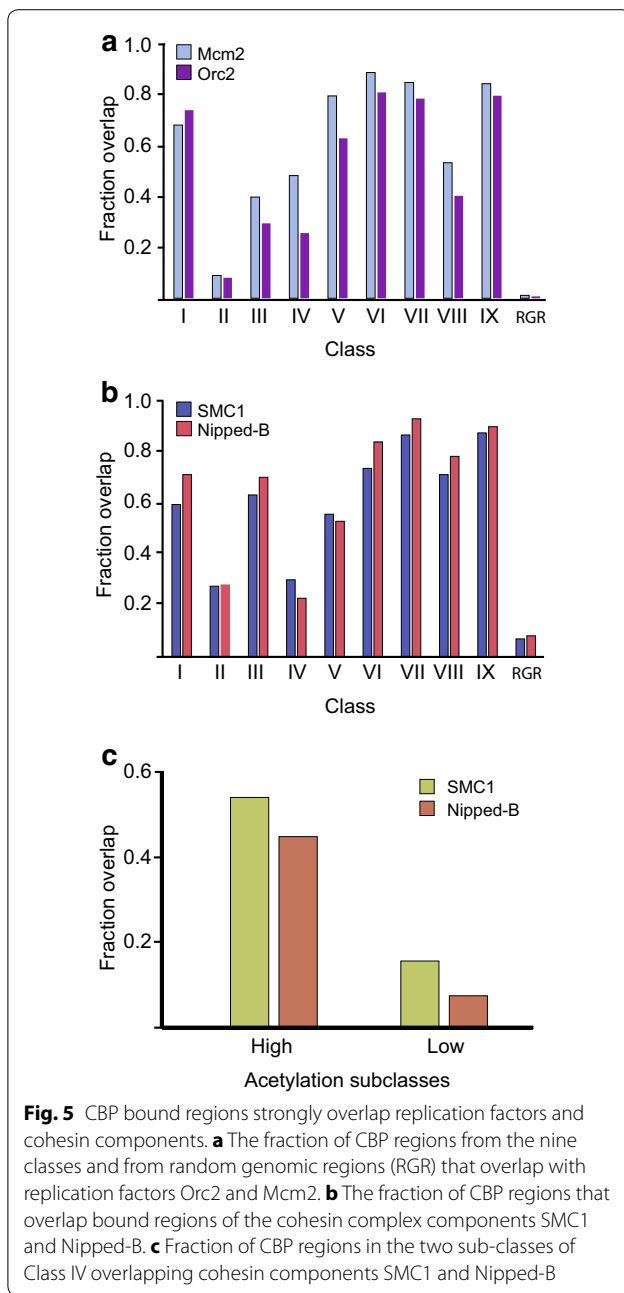 a
Mcm2
Orc2
Fraction overlap
1.0
0.8
0.6
0.4
0.2
I II III IV V VI VII VIII IX RGR
Class
b
SMC1
Nipped-B
Fraction overlap
1.0
0.8
0.6
0.4
0.2
I II III IV V VI VII VIII IX RGR
Class
c
SMC1
Nipped-B
Fraction overlap
0.6
0.4
0.2
High Low
Acetylation subclasses
Fig. 5 CBP bound regions strongly overlap replication factors and
cohesin components. a The fraction of CBP regions from the nine
classes and from random genomic regions (RGR) that overlap with
replication factors Orc2 and Mcm2. b The fraction of CBP regions that
overlap bound regions of the cohesin complex components SMC1
and Nipped-B. c Fraction of CBP regions in the two sub-classes of
Class IV overlapping cohesin components SMC1 and Nipped-B